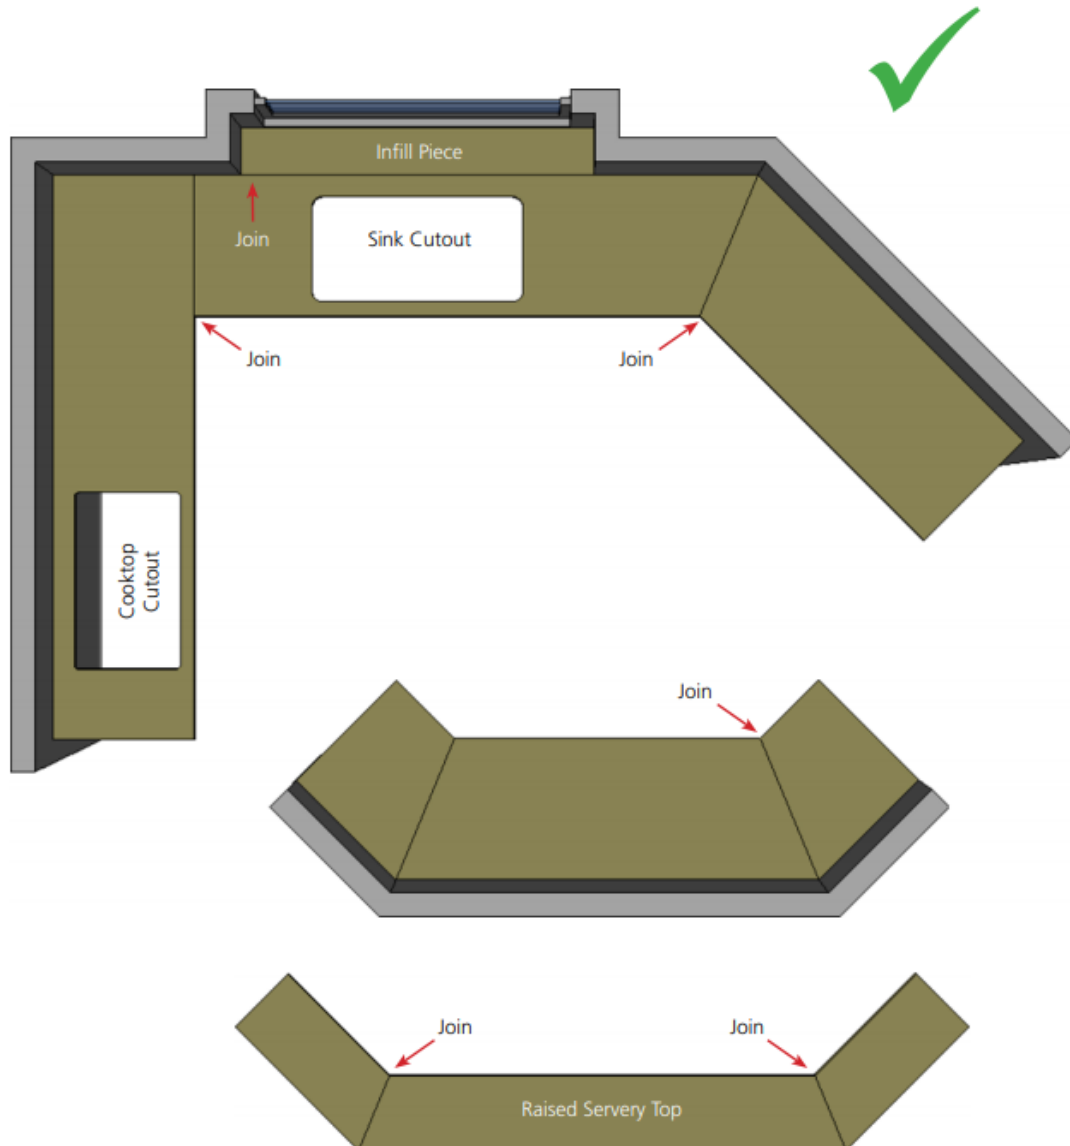 Infill Piece
Join
Sink Cutout
Join
Join
Cooktop
Cutout
Join
Join
Join
Raised Servery Top